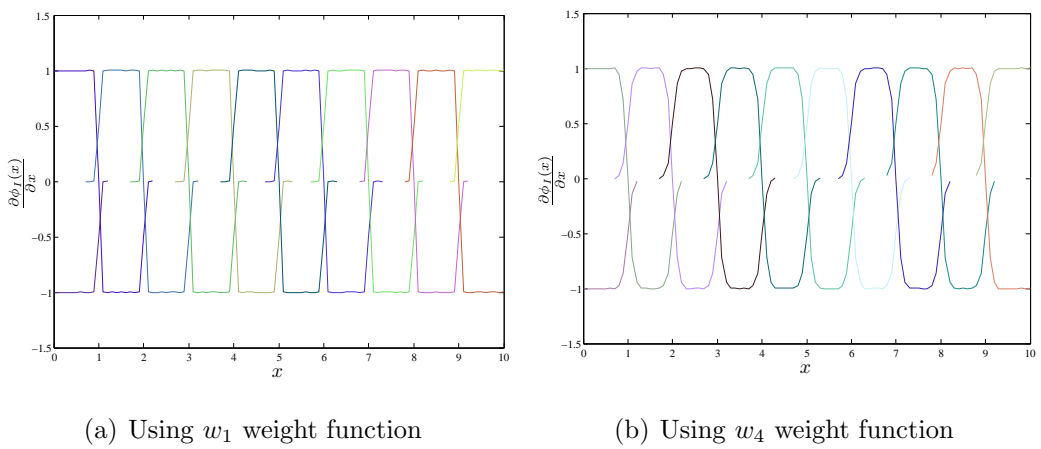 1.5
1
0.5
0
−0.5
−1
−1.5
∂ϕ_I(x)
∂x
0 1 2 3 4 5 6 7 8 9 10
x
(a) Using w₁ weight function
1.5
1
0.5
0
−0.5
−1
−1.5
∂ϕ_I(x)
∂x
0 1 2 3 4 5 6 7 8 9 10
x
(b) Using w₄ weight function